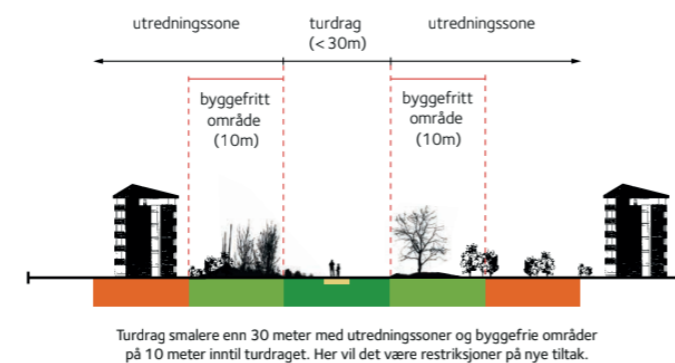 utredningssone
turdrag
(< 30m)
utredningssone
byggefritt
område
(10m)
byggefritt
område
(10m)
Turdrag smalere enn 30 meter med utredningssoner og byggefrie områder
på 10 meter inntil turdraget. Her vil det være restriksjoner på nye tiltak.